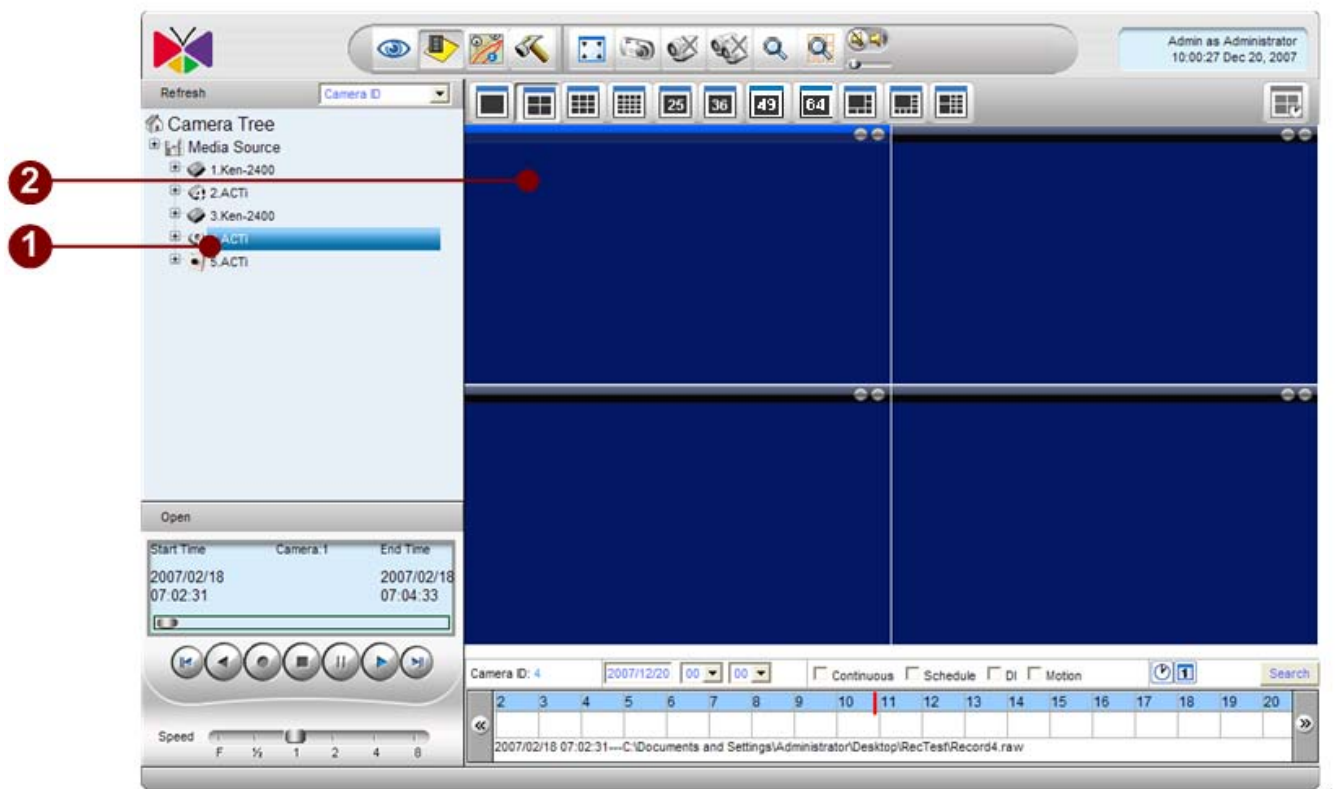 Admin as Administrator
10:00:27 Dec 20, 2007
Refresh
Camera ID
25
36
49
64
Camera Tree
Media Source
1.Ken-2400
2
2.ACTi
3.Ken-2400
1
ACTi
5.ACTi
Open
Start Time Camera:1 End Time
2007/02/18 2007/02/18
07:02:31 07:04:33
Camera ID: 4 2007/12/20 00 00 Continuous Schedule DI Motion 1 Search
2 3 4 5 6 7 8 9 10 11 12 13 14 15 16 17 18 19 20
« »
2007/02/18 07:02:31---C:\Documents and Settings\Administrator\Desktop\RecTest\Record4.raw
Speed
F ½ 1 2 4 8